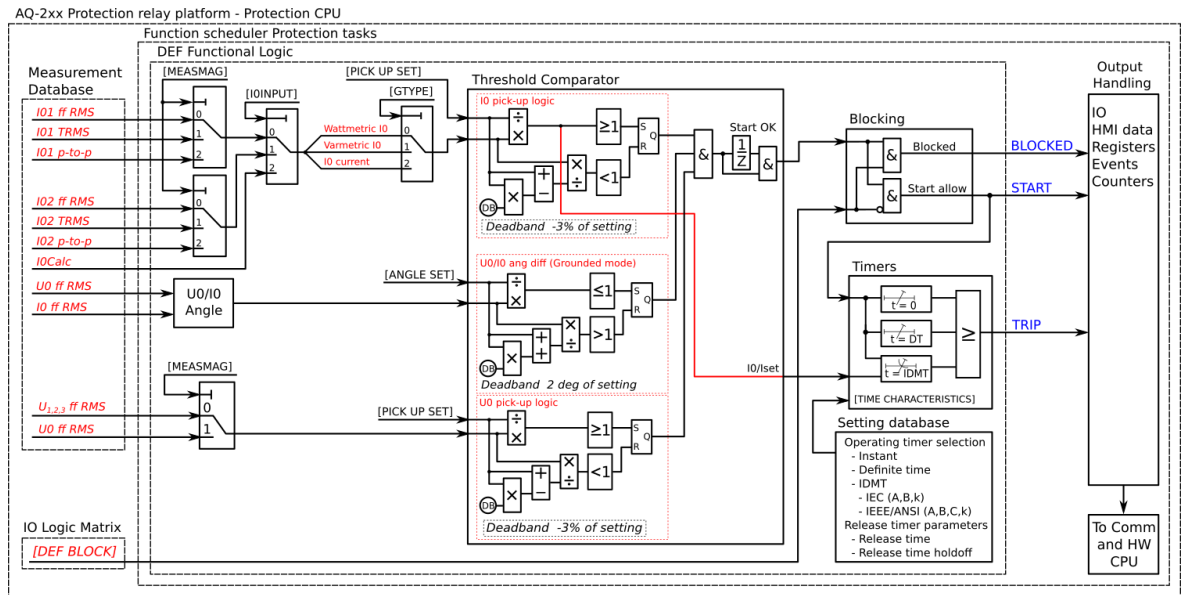 AQ-2xx Protection relay platform - Protection CPU
Function scheduler Protection tasks
DEF Functional Logic
Measurement
Database
I01 ff RMS
I01 TRMS
I01 p-to-p
I02 ff RMS
I02 TRMS
I02 p-to-p
I0Calc
U0 ff RMS
I0 ff RMS
U1,2,3 ff RMS
U0 ff RMS
IO Logic Matrix
[DEF BLOCK]
[MEASMAG]
0
1
2
0
1
2
[I0INPUT]
0
1
2
Wattmetric I0
Varmetric I0
I0 current
[PICK UP SET]
[GTYPE]
0
1
2
U0/I0
Angle
[MEASMAG]
0
1
[ANGLE SET]
[PICK UP SET]
Threshold Comparator
I0 pick-up logic
÷
×
≥1
S
R
Q
×
÷
<1
+
−
×
DB
Deadband -3% of setting
U0/I0 ang diff (Grounded mode)
÷
×
≤1
S
R
Q
×
÷
>1
+
+
×
DB
Deadband 2 deg of setting
U0 pick-up logic
÷
×
≥1
S
R
Q
×
÷
<1
+
−
×
DB
Deadband -3% of setting
&
Start OK
1
Z
&
I0/Iset
Blocking
&
Blocked
&
Start allow
BLOCKED
START
Timers
t = 0
t = DT
t = IDMT
≥
[TIME CHARACTERISTICS]
TRIP
Setting database
Operating timer selection
- Instant
- Definite time
- IDMT
- IEC (A,B,k)
- IEEE/ANSI (A,B,C,k)
Release timer parameters
- Release time
- Release time holdoff
Output
Handling
IO
HMI data
Registers
Events
Counters
To Comm
and HW
CPU